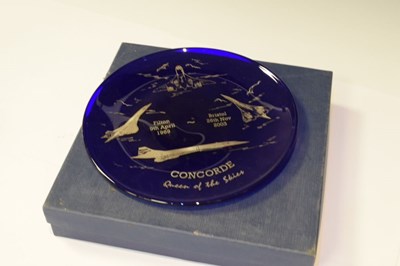 Filton
9th April
1969
-
Bristol
26th Nov
2003
CONCORDE
Queen of the Skies